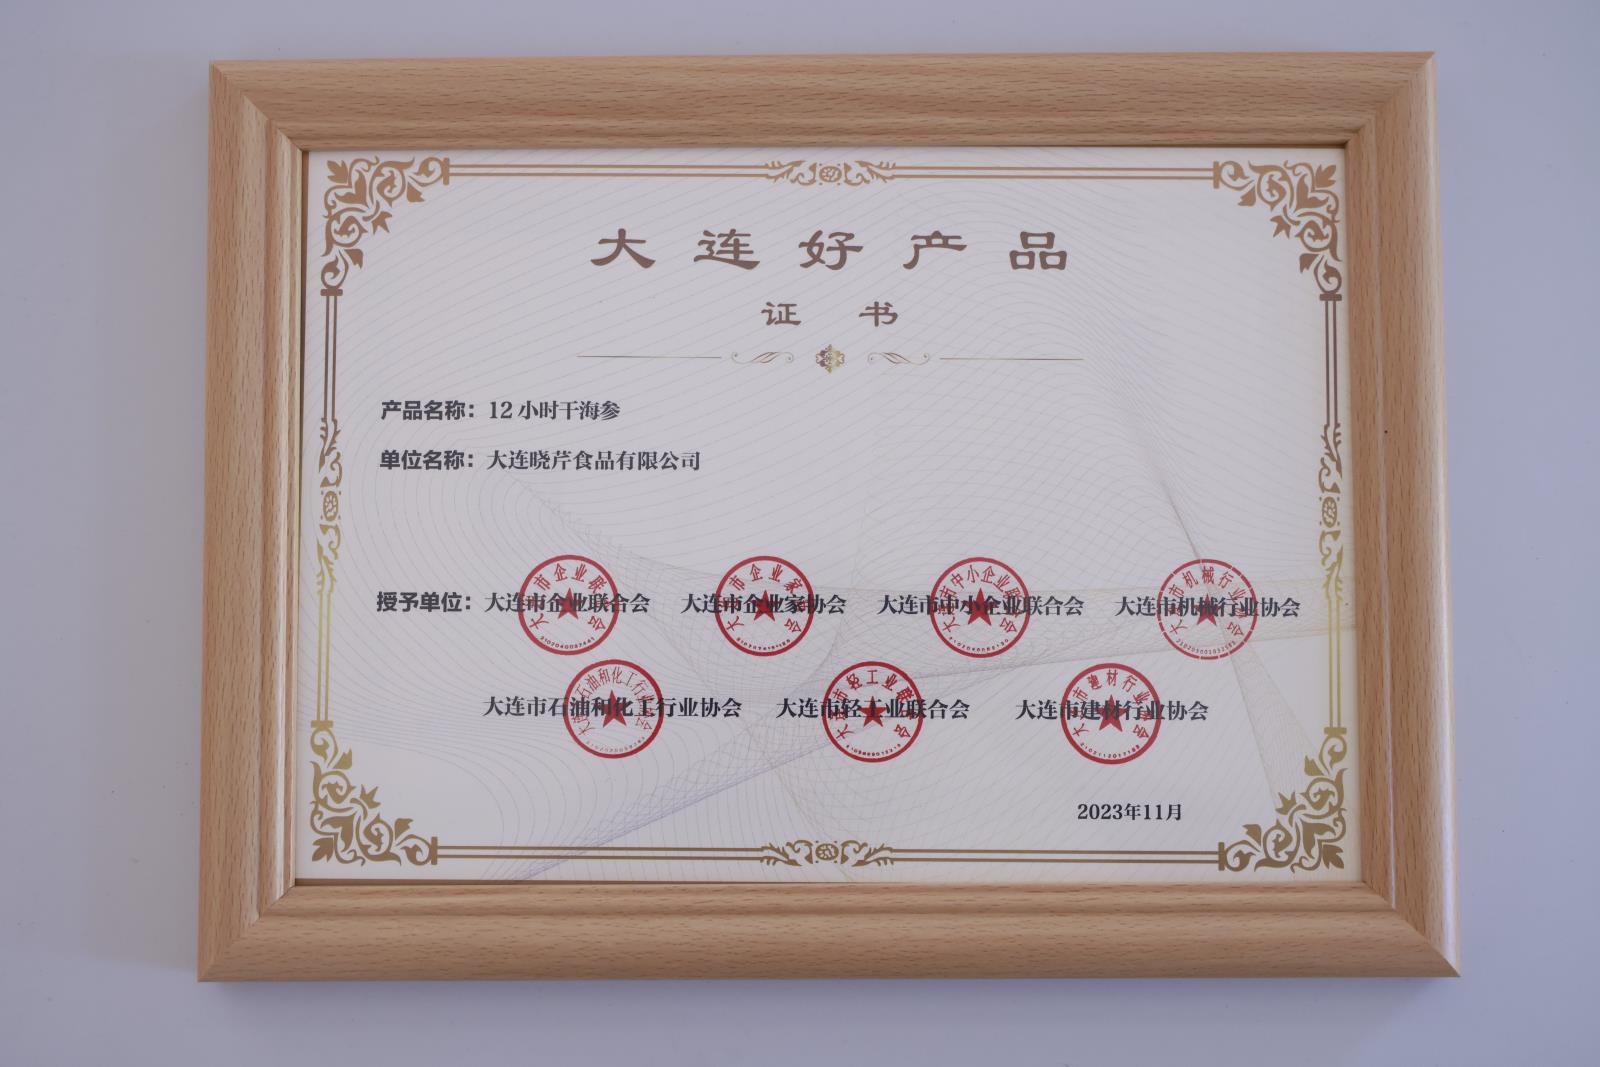 大连好产品
证书
产品名称：12 小时干海参
单位名称：大连晓芹食品有限公司
授予单位：大连市企业联合会 大连市企业家协会 大连市中小企业联合会 大连市机械行业协会
大连市石油和化工行业协会 大连市轻工业联合会 大连市建材行业协会
2023年11月